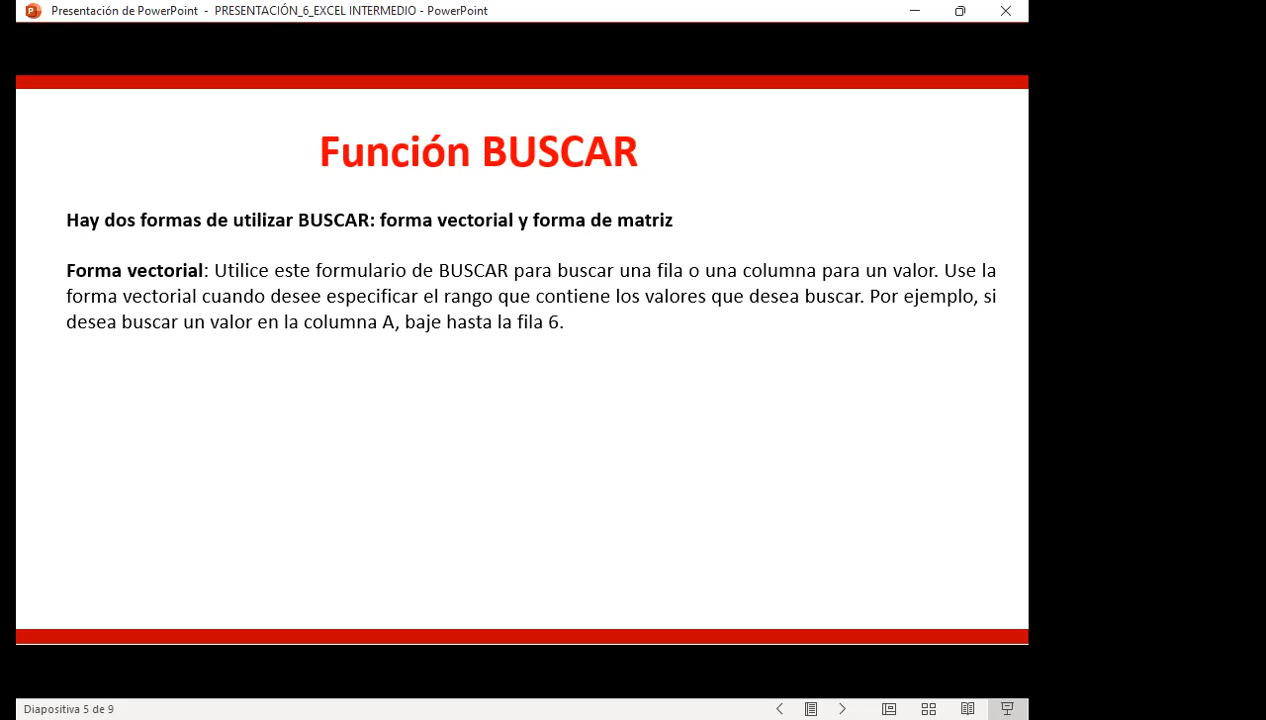 Presentación de PowerPoint - PRESENTACIÓN_6_EXCEL INTERMEDIO - PowerPoint
Función BUSCAR
Hay dos formas de utilizar BUSCAR: forma vectorial y forma de matriz
Forma vectorial: Utilice este formulario de BUSCAR para buscar una fila o una columna para un valor. Use la
forma vectorial cuando desee especificar el rango que contiene los valores que desea buscar. Por ejemplo, si
desea buscar un valor en la columna A, baje hasta la fila 6.
Diapositiva 5 de 9